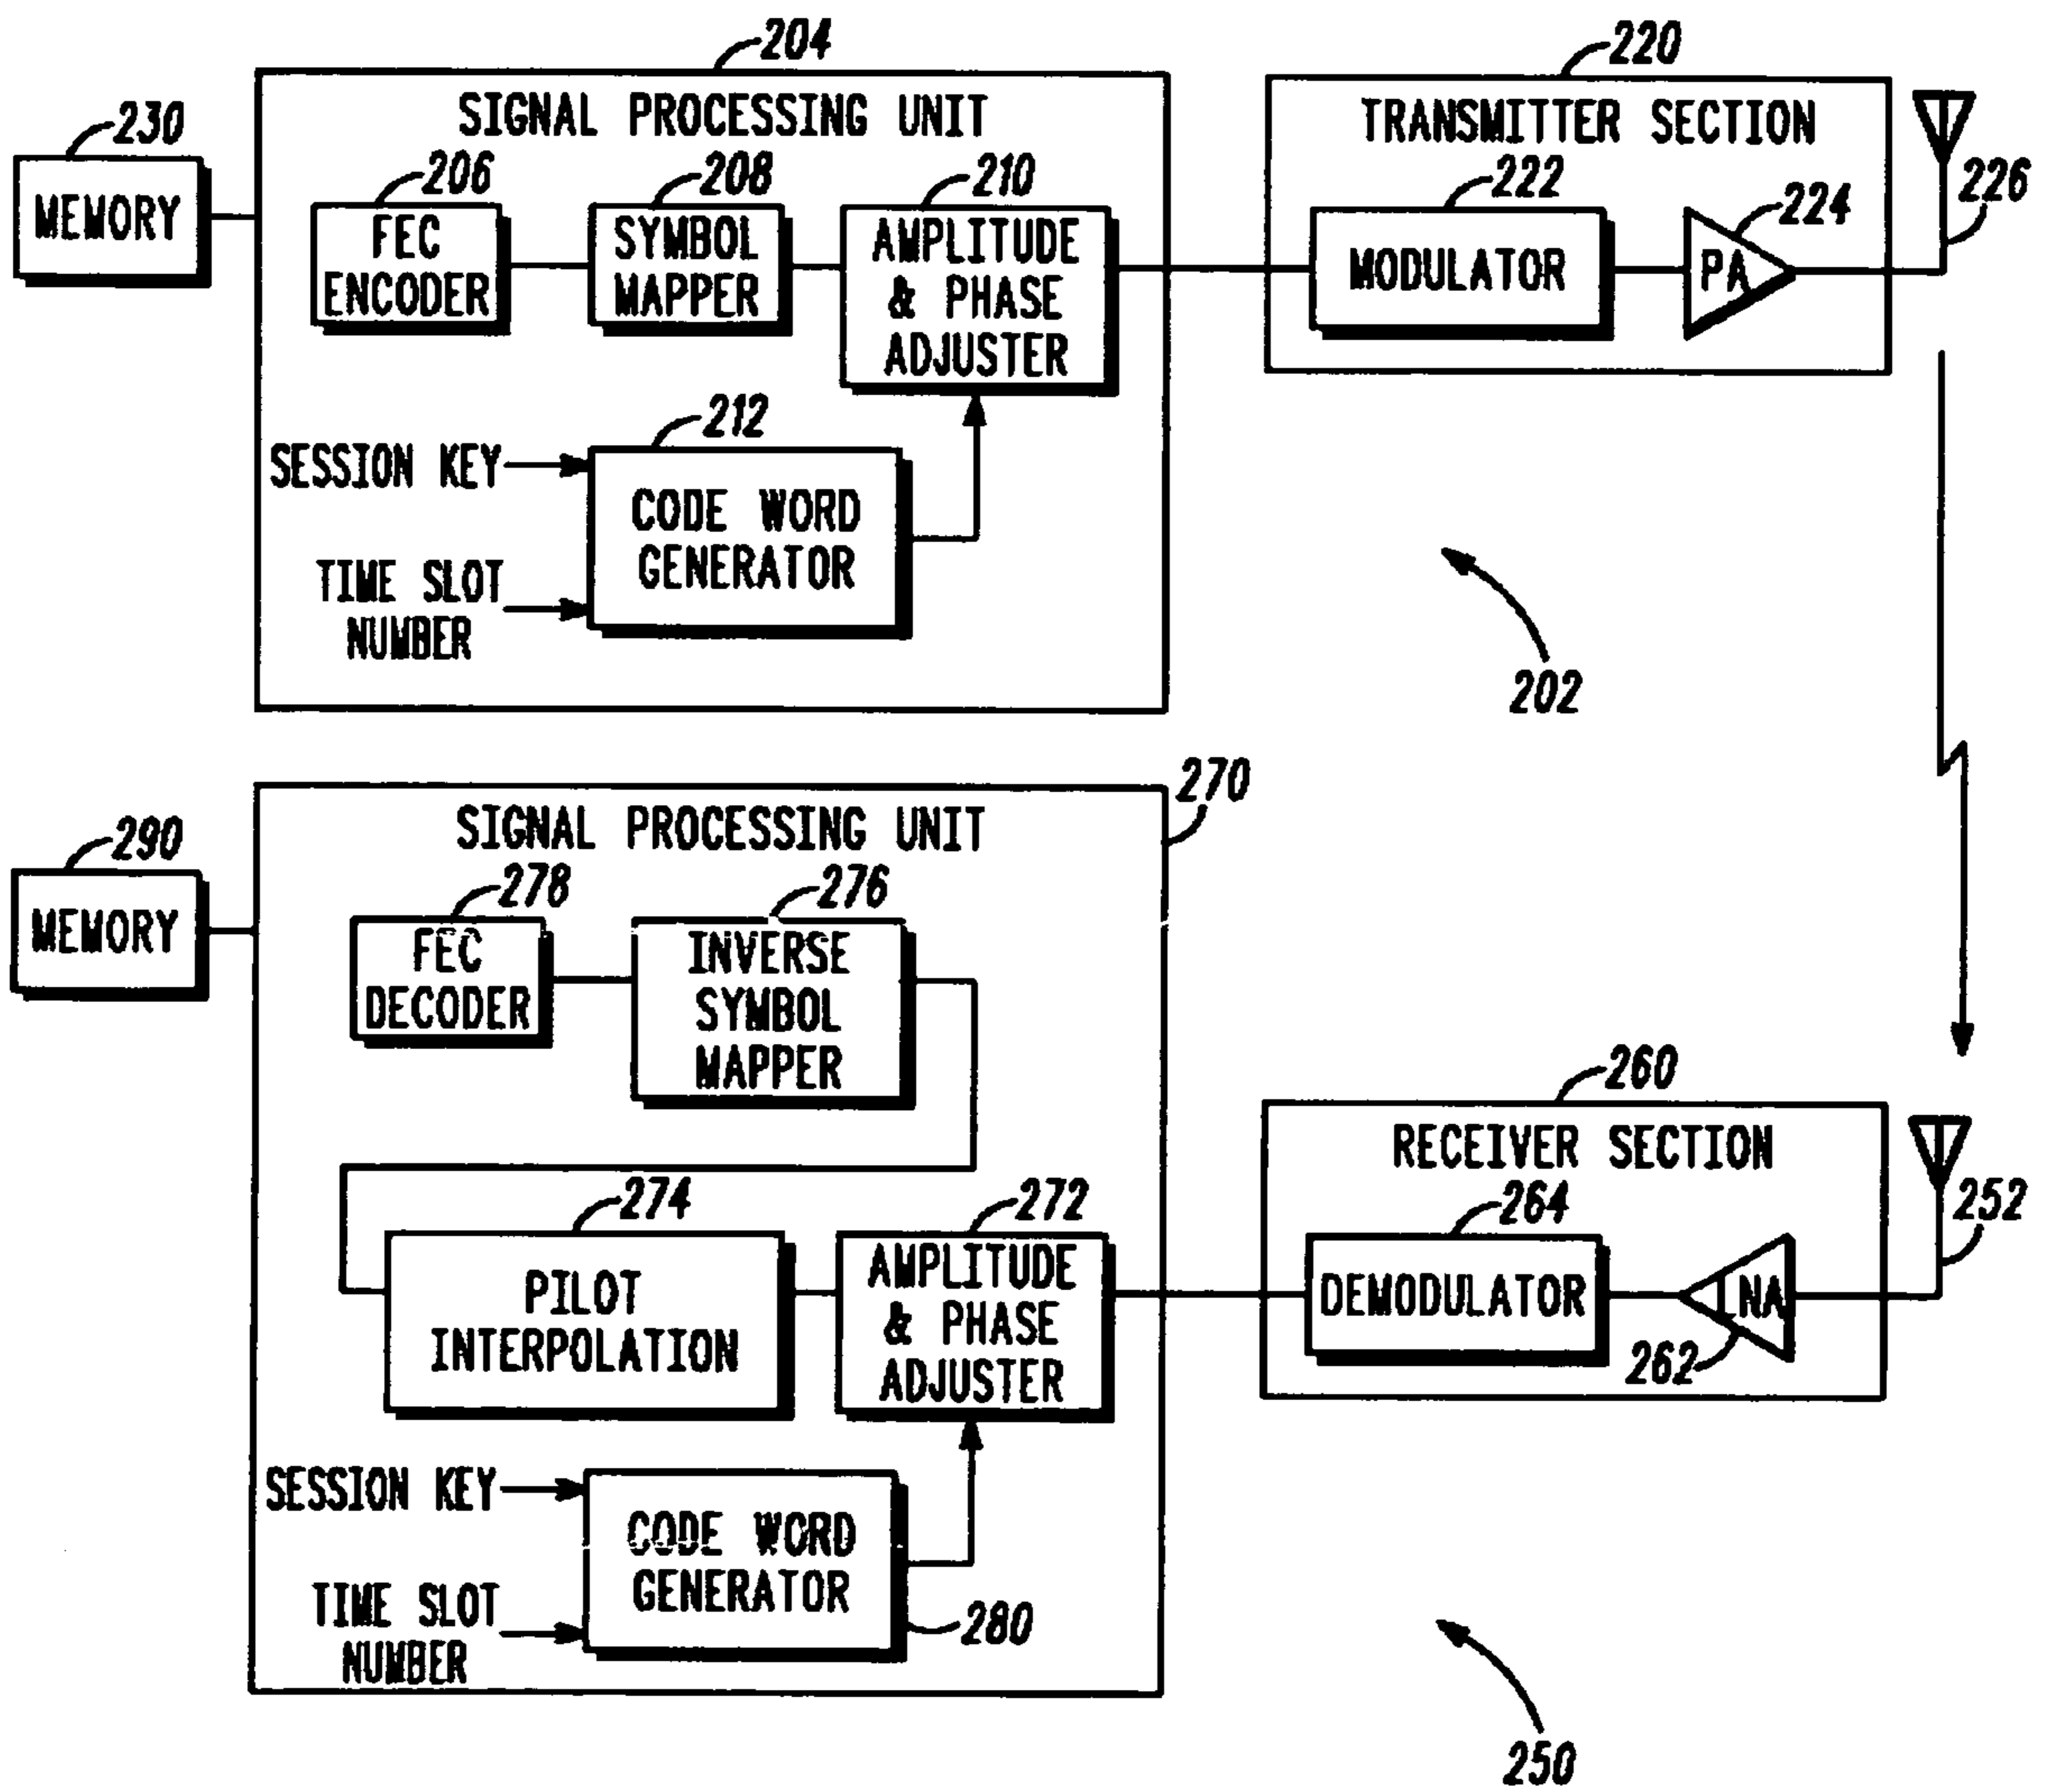 204
220
230
SIGNAL PROCESSING UNIT
TRANSMITTER SECTION
206
208
210
222
224
226
MEMORY
FEC
ENCODER
SYMBOL
MAPPER
AMPLITUDE
& PHASE
ADJUSTER
MODULATOR
PA
212
SESSION KEY
CODE WORD
GENERATOR
TIME SLOT
NUMBER
202
270
290
SIGNAL PROCESSING UNIT
278
276
MEMORY
FEC
DECODER
INVERSE
SYMBOL
MAPPER
260
RECEIVER SECTION
274
272
264
252
PILOT
INTERPOLATION
AMPLITUDE
& PHASE
ADJUSTER
DEMODULATOR
LNA
262
SESSION KEY
CODE WORD
GENERATOR
TIME SLOT
NUMBER
280
250